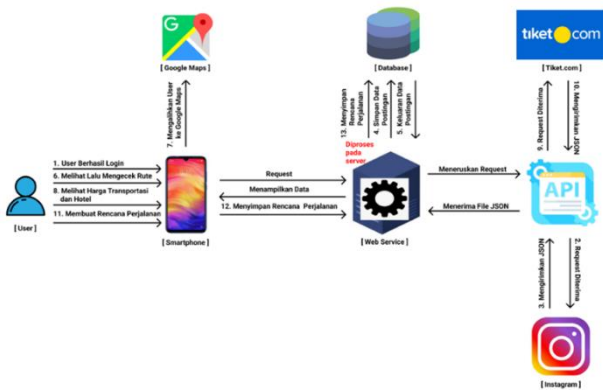 tiket.com
[ Google Maps ]
[ Database ]
[ Tiket.com ]
7. Mengalihkan User
ke Google Maps
13. Menyimpan
Rencana
Perjalanan
4. Simpan Data
Postingan
5. Keluaran Data
Postingan
9. Request Diterima
10. Mengirimkan JSON
Diproses
pada
server
1. User Berhasil Login
6. Melihat Lalu Mengecek Rute
8. Melihat Harga Transportasi
dan Hotel
11. Membuat Rencana Perjalanan
Request
Menampilkan Data
12. Menyimpan Rencana Perjalanan
Meneruskan Request
Menerima File JSON
API
[ User ]
[ Smartphone ]
[ Web Service ]
3. Mengirimkan JSON
2. Request
Diterima
[ Instagram ]